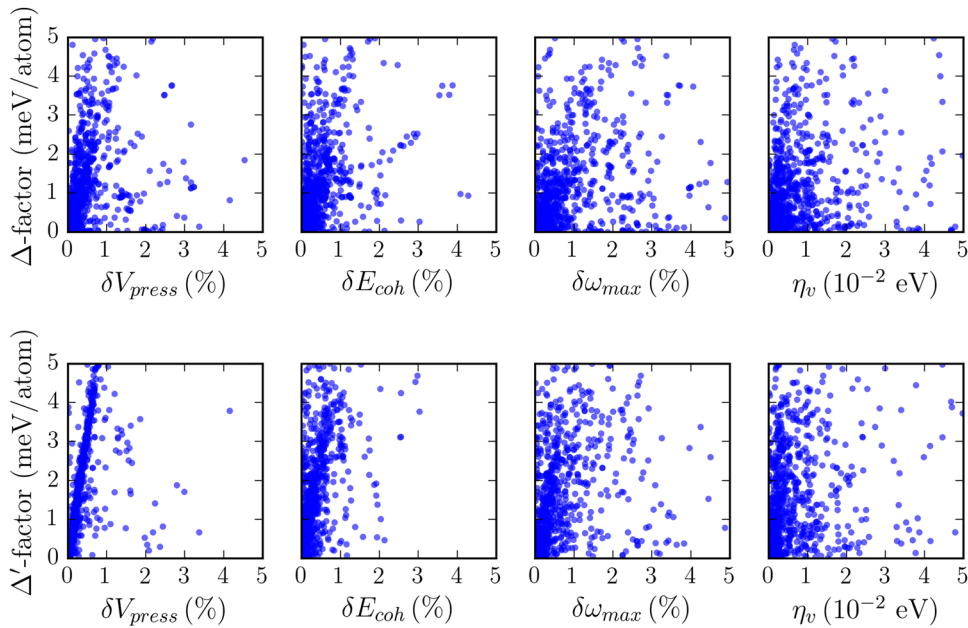 Δ-factor (meV/atom)
5
4
3
2
1
0
0 1 2 3 4 5
δV_press (%)
0 1 2 3 4 5
δE_coh (%)
0 1 2 3 4 5
δω_max (%)
0 1 2 3 4 5
η_v (10⁻² eV)
Δ′-factor (meV/atom)
5
4
3
2
1
0
0 1 2 3 4 5
δV_press (%)
0 1 2 3 4 5
δE_coh (%)
0 1 2 3 4 5
δω_max (%)
0 1 2 3 4 5
η_v (10⁻² eV)